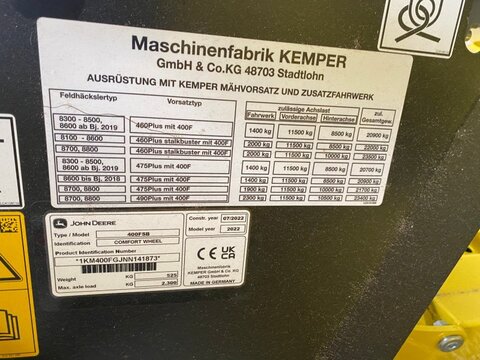 Maschinenfabrik KEMPER
GmbH & Co.KG 48703 Stadtlohn
AUSRÜSTUNG MIT KEMPER MÄHVORSATZ UND ZUSATZFAHRWERK
Feldhäckslertyp Vorsatztyp zulässige Achslast zul. Gesamtgew.
Fahrwerk Vorderachse Hinterachse
8300 - 8500, 8600 ab Bj. 2019 460Plus mit 400F 1400 kg 11500 kg 8500 kg 20900 kg
8100 - 8600 460Plus stalkbuster mit 400F 2000 kg 11500 kg 8500 kg 22000 kg
8700, 8800 460Plus stalkbuster mit 400F 2000 kg 11500 kg 10000 kg 23500 kg
8300 - 8500, 8600 ab Bj. 2019 475Plus mit 400F 1400 kg 11500 kg 8500 kg 20700 kg
8600 bis Bj. 2018 475Plus mit 400F 1400 kg 11500 kg 8500 kg 20900 kg
8700, 8800 475Plus mit 400F 1900 kg 11500 kg 10000 kg 22700 kg
8700, 8800 490Plus mit 400F 2300 kg 11500 kg 10500 kg 23400 kg
JOHN DEERE
Type / Model 400FSB
Identification COMFORT WHEEL
Product Identification Number
*1KM400FGJNN141873*
Weight KG 525
Max. axle load KG 2.300
Constr. year 07/2022
Model year 2022
CE UK CA
Maschinenfabrik
KEMPER GmbH & Co. KG
48703 Stadtlohn
MADE IN GERMANY